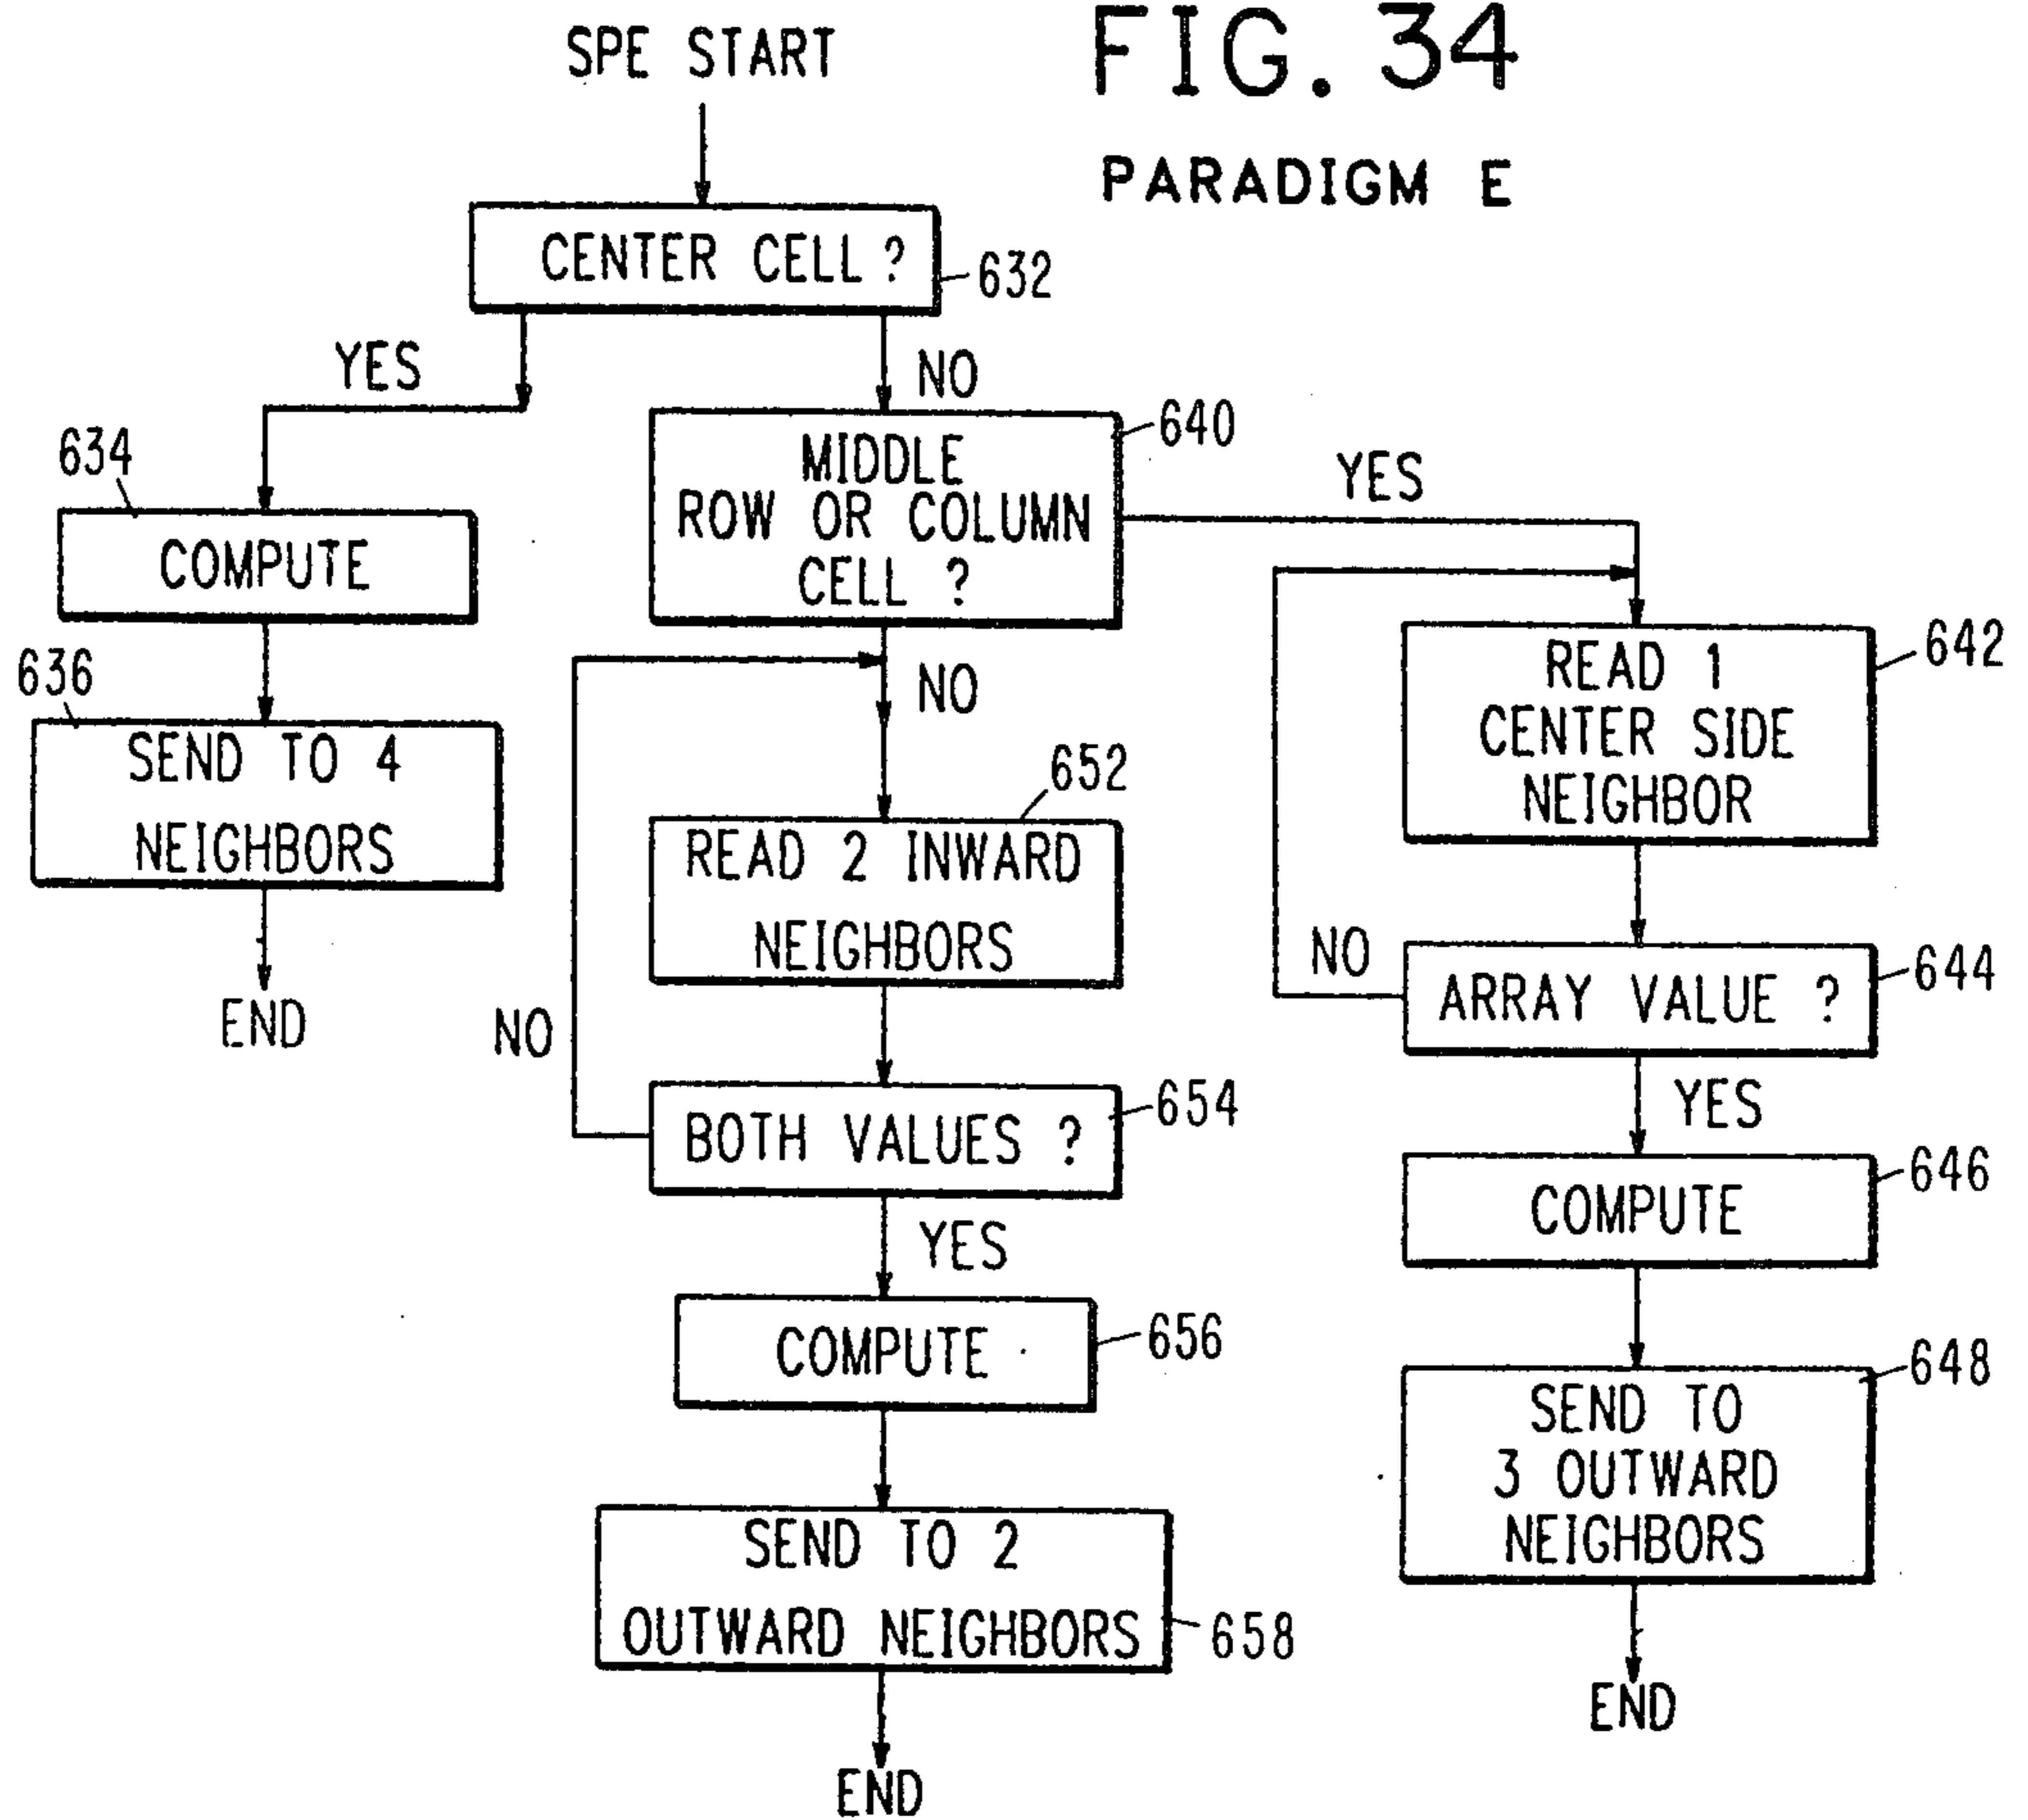 SPE START
FIG. 34
PARADIGM E
CENTER CELL ?
632
YES
NO
634
COMPUTE
636
SEND TO 4
NEIGHBORS
END
640
MIDDLE
ROW OR COLUMN
CELL ?
YES
NO
652
READ 2 INWARD
NEIGHBORS
NO
654
BOTH VALUES ?
YES
COMPUTE
656
SEND TO 2
OUTWARD NEIGHBORS
658
END
642
READ 1
CENTER SIDE
NEIGHBOR
NO
644
ARRAY VALUE ?
YES
646
COMPUTE
648
SEND TO
3 OUTWARD
NEIGHBORS
END